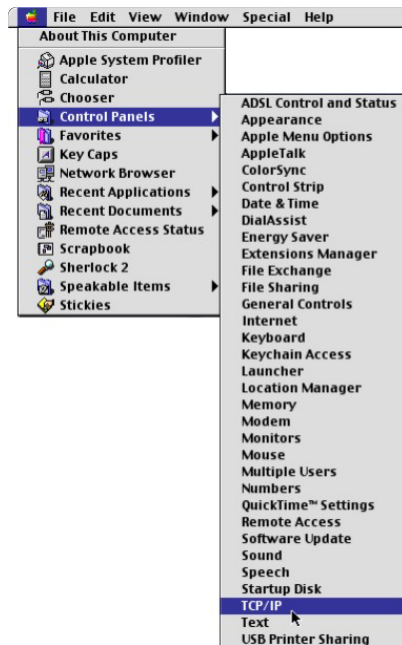 File Edit View Window Special Help
About This Computer
Apple System Profiler
Calculator
Chooser
Control Panels
Favorites
Key Caps
Network Browser
Recent Applications
Recent Documents
Remote Access Status
Scrapbook
Sherlock 2
Speakable Items
Stickies
ADSL Control and Status
Appearance
Apple Menu Options
AppleTalk
ColorSync
Control Strip
Date & Time
DialAssist
Energy Saver
Extensions Manager
File Exchange
File Sharing
General Controls
Internet
Keyboard
Keychain Access
Launcher
Location Manager
Memory
Modem
Monitors
Mouse
Multiple Users
Numbers
QuickTime™ Settings
Remote Access
Software Update
Sound
Speech
Startup Disk
TCP/IP
Text
USB Printer Sharing